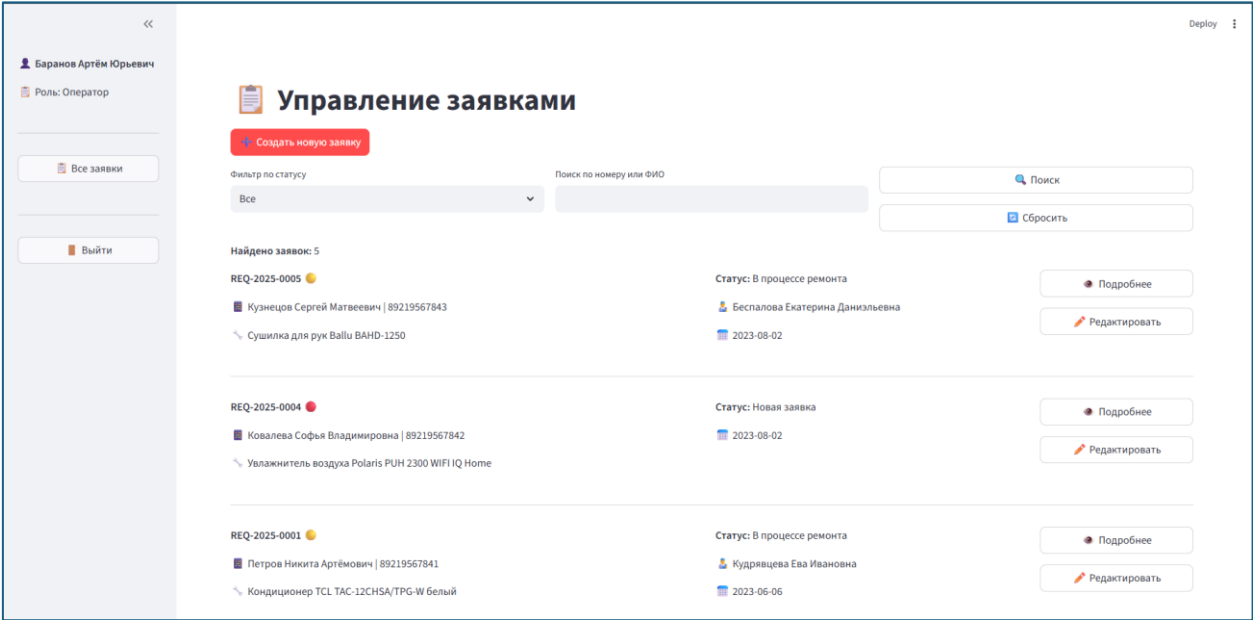 Deploy
Баранов Артём Юрьевич
Роль: Оператор
Все заявки
Выйти
Управление заявками
Создать новую заявку
Фильтр по статусу
Все
Поиск по номеру или ФИО
Поиск
Сбросить
Найдено заявок: 5
REQ-2025-0005
Кузнецов Сергей Матвеевич | 89219567843
Сушилка для рук Ballu BAHD-1250
Статус: В процессе ремонта
Беспалова Екатерина Даниэльевна
2023-08-02
Подробнее
Редактировать
REQ-2025-0004
Ковалева Софья Владимировна | 89219567842
Увлажнитель воздуха Polaris PUH 2300 WIFI IQ Home
Статус: Новая заявка
2023-08-02
Подробнее
Редактировать
REQ-2025-0001
Петров Никита Артёмович | 89219567841
Кондиционер TCL TAC-12CHSA/TPG-W белый
Статус: В процессе ремонта
Кудрявцева Ева Ивановна
2023-06-06
Подробнее
Редактировать